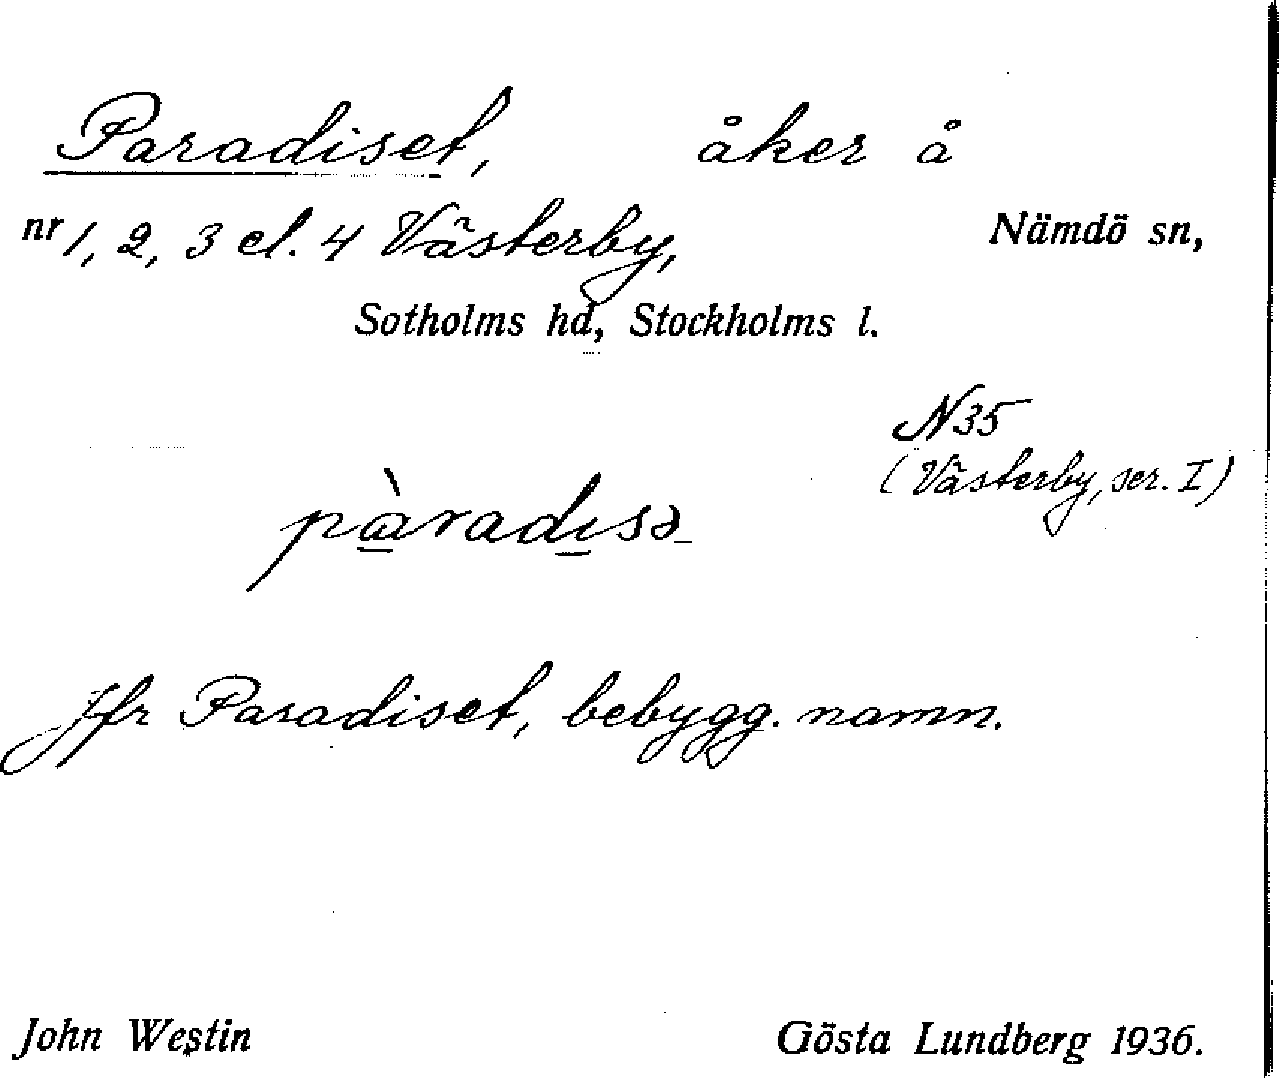 Paradiset, åker å
nr 1, 2, 3 el. 4 Västerby, Nämdö sn,
Sotholms hd, Stockholms l.
N35
(Västerby, ser. I)
pàradısə
Jfr Paradiset, bebygg. namn.
John Westin Gösta Lundberg 1936.